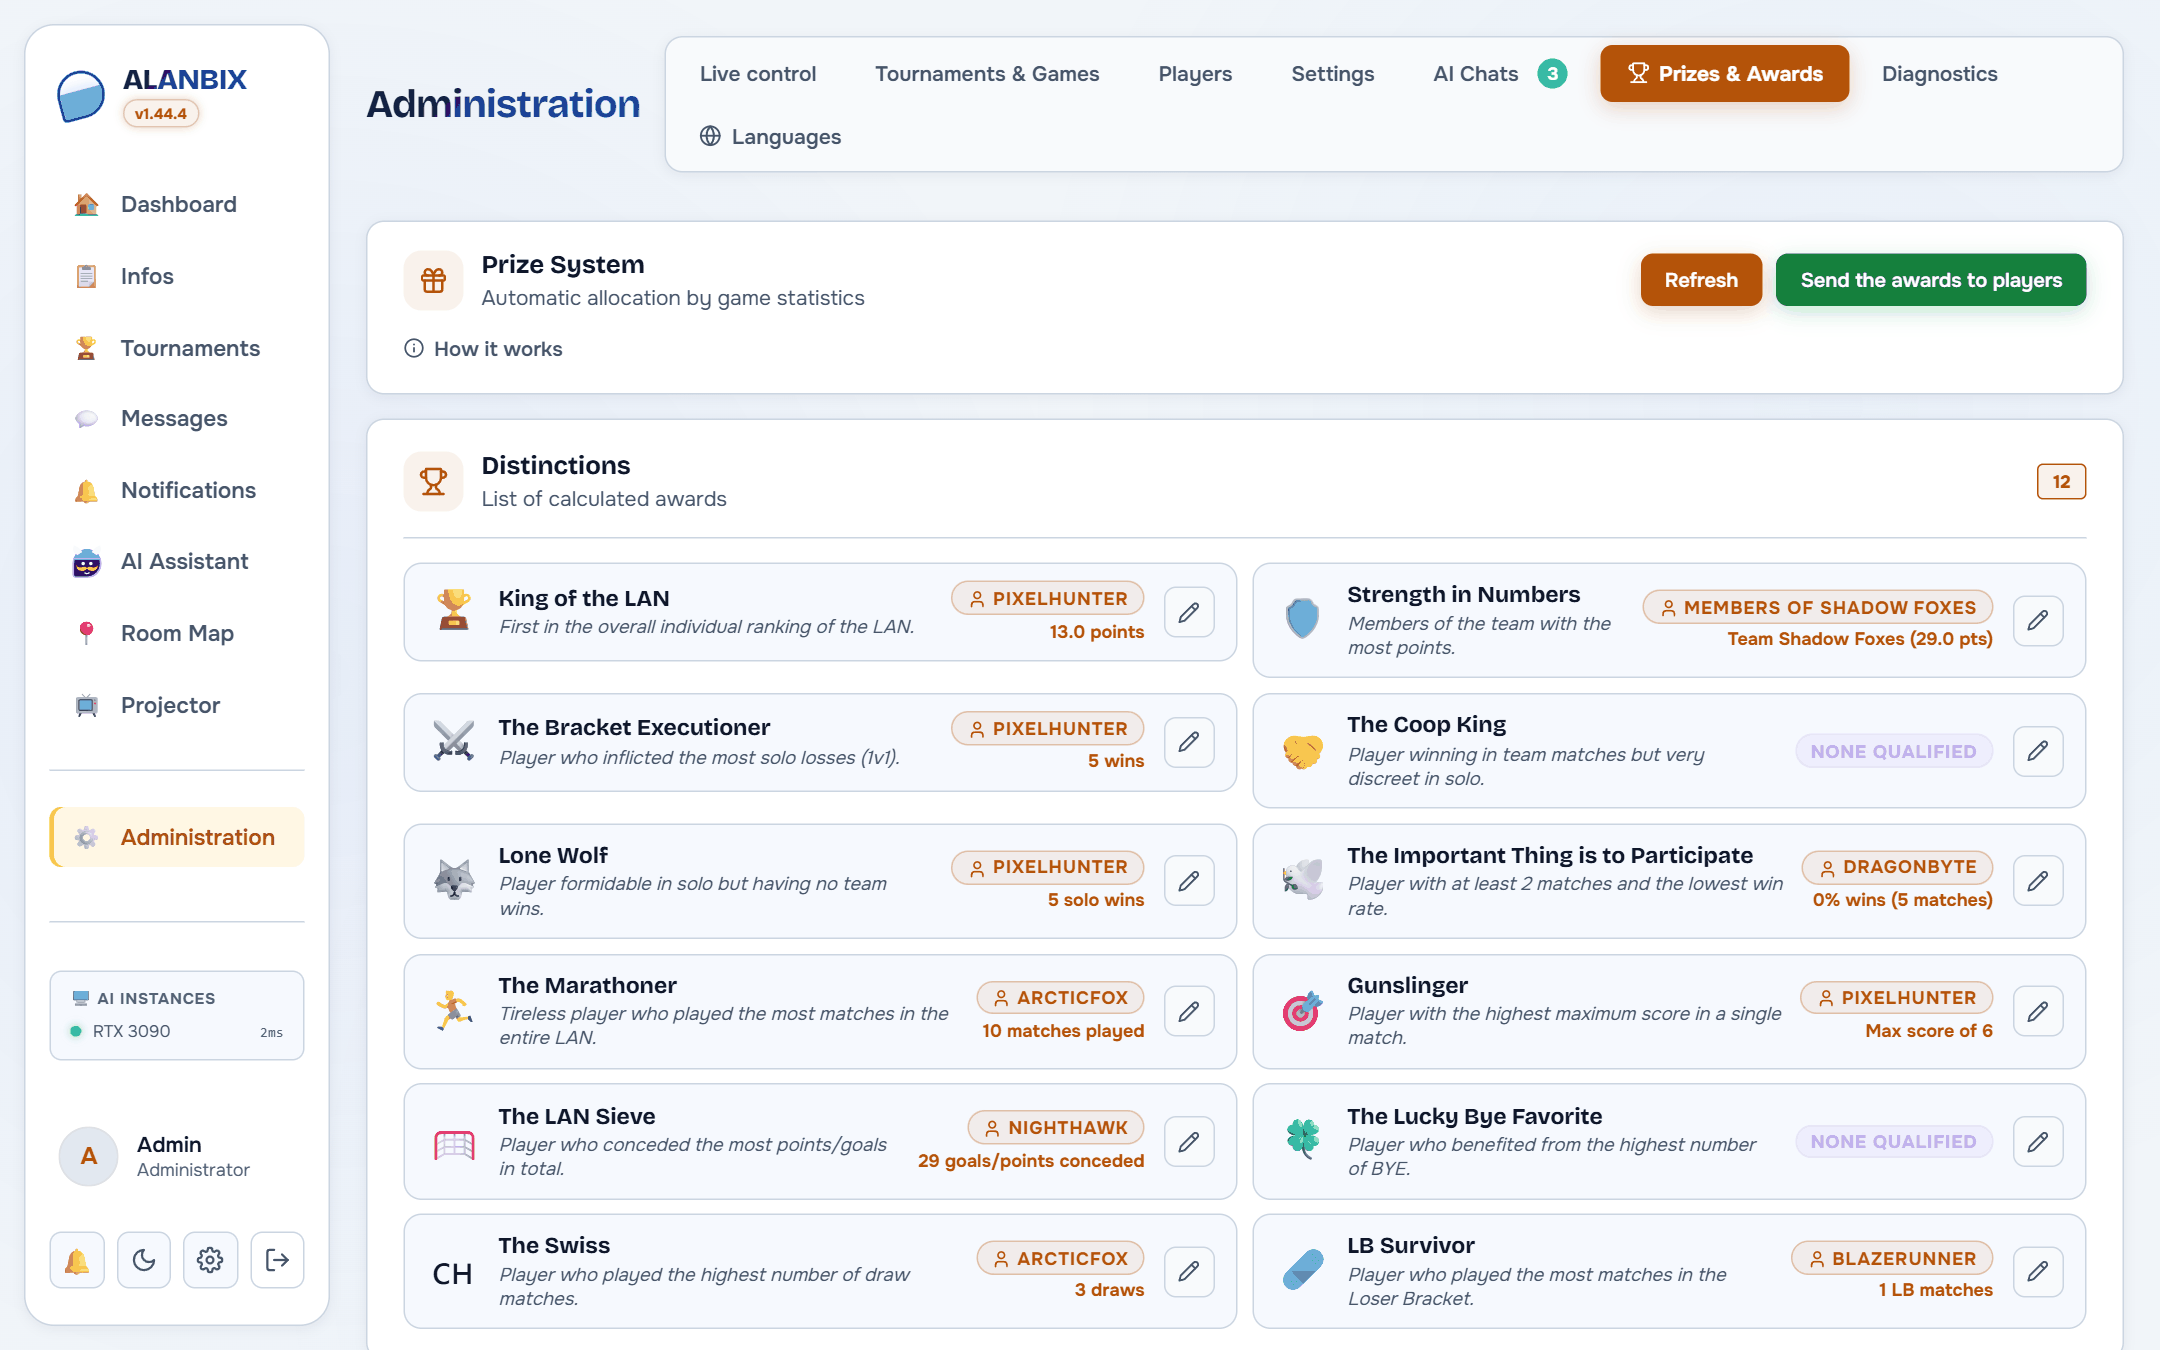 ALANBIX
v1.44.4
Dashboard
Infos
Tournaments
Messages
Notifications
AI Assistant
Room Map
Projector
Administration
AI INSTANCES
RTX 3090 2ms
A
Admin
Administrator
Administration
Live control
Tournaments & Games
Players
Settings
AI Chats 3
Prizes & Awards
Diagnostics
Languages
Prize System
Automatic allocation by game statistics
How it works
Refresh
Send the awards to players
Distinctions
List of calculated awards
12
King of the LAN
First in the overall individual ranking of the LAN.
PIXELHUNTER
13.0 points
Strength in Numbers
Members of the team with the
most points.
MEMBERS OF SHADOW FOXES
Team Shadow Foxes (29.0 pts)
The Bracket Executioner
Player who inflicted the most solo losses (1v1).
PIXELHUNTER
5 wins
The Coop King
Player winning in team matches but very
discreet in solo.
NONE QUALIFIED
Lone Wolf
Player formidable in solo but having no team
wins.
PIXELHUNTER
5 solo wins
The Important Thing is to Participate
Player with at least 2 matches and the lowest win
rate.
DRAGONBYTE
0% wins (5 matches)
The Marathoner
Tireless player who played the most matches in the
entire LAN.
ARCTICFOX
10 matches played
Gunslinger
Player with the highest maximum score in a single
match.
PIXELHUNTER
Max score of 6
The LAN Sieve
Player who conceded the most points/goals
in total.
NIGHTHAWK
29 goals/points conceded
The Lucky Bye Favorite
Player who benefited from the highest number
of BYE.
NONE QUALIFIED
CH
The Swiss
Player who played the highest number of draw
matches.
ARCTICFOX
3 draws
LB Survivor
Player who played the most matches in the
Loser Bracket.
BLAZERUNNER
1 LB matches